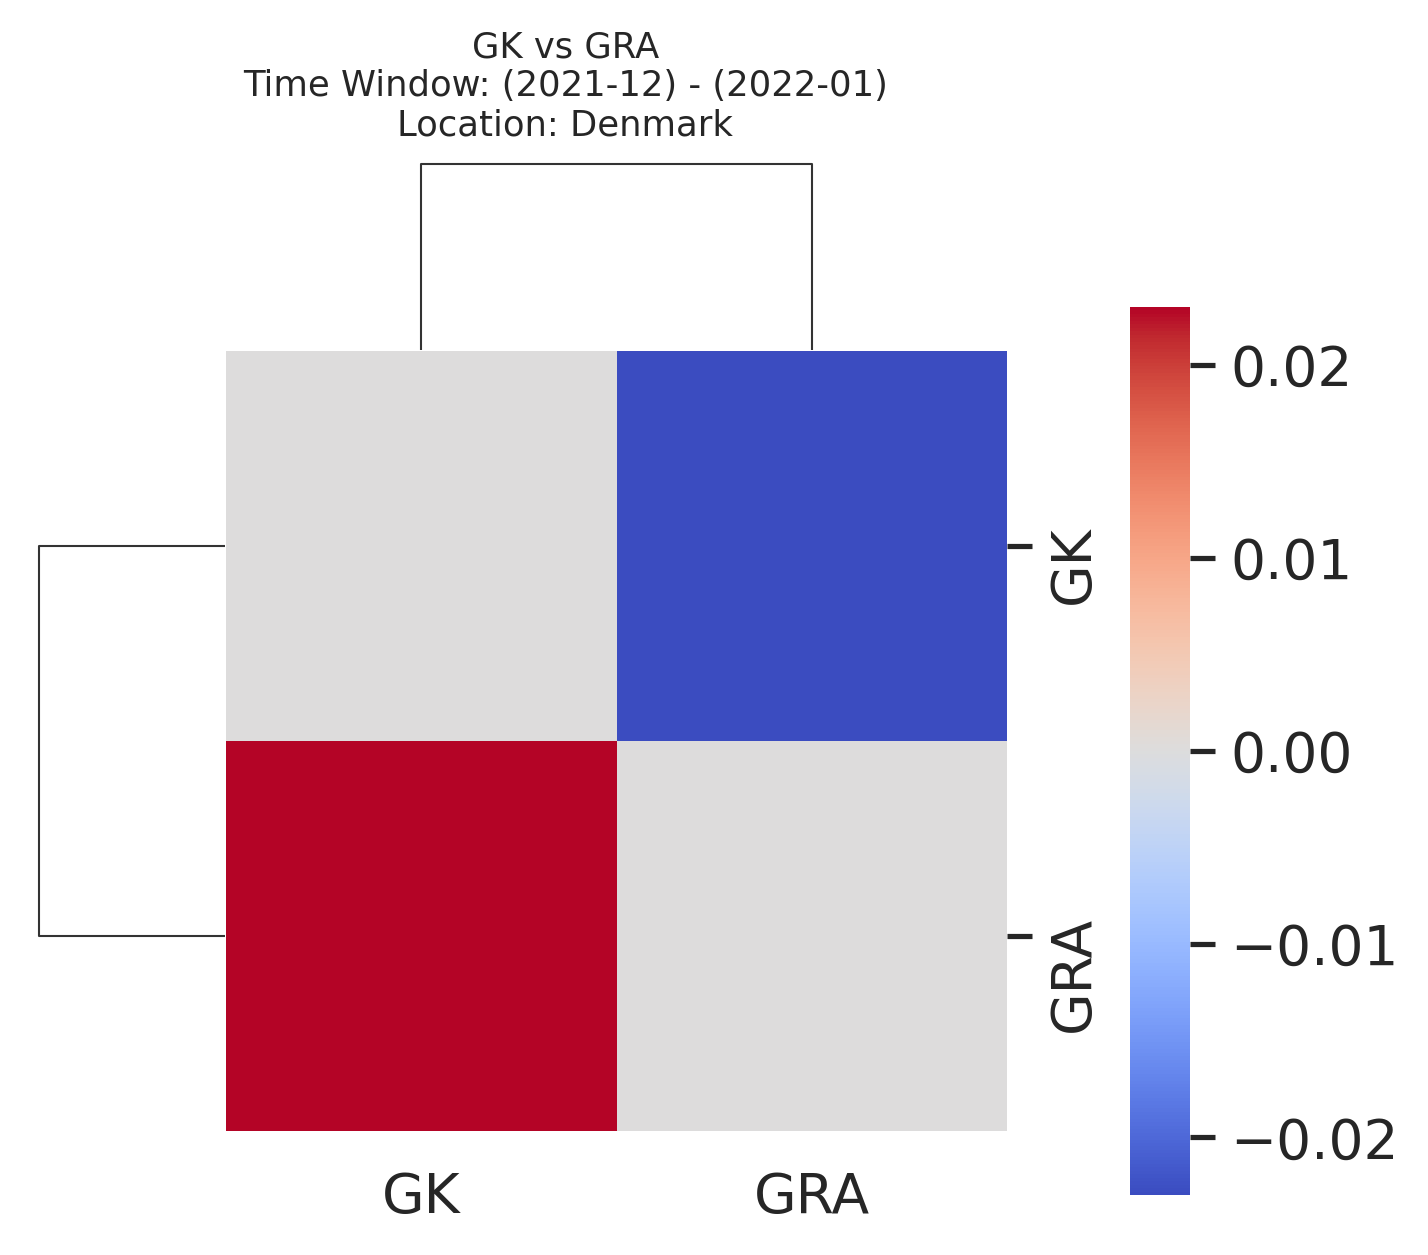 GK vs GRA
Time Window: (2021-12) - (2022-01)
Location: Denmark
0.02
0.01
0.00
−0.01
−0.02
GK
GRA
GK
GRA